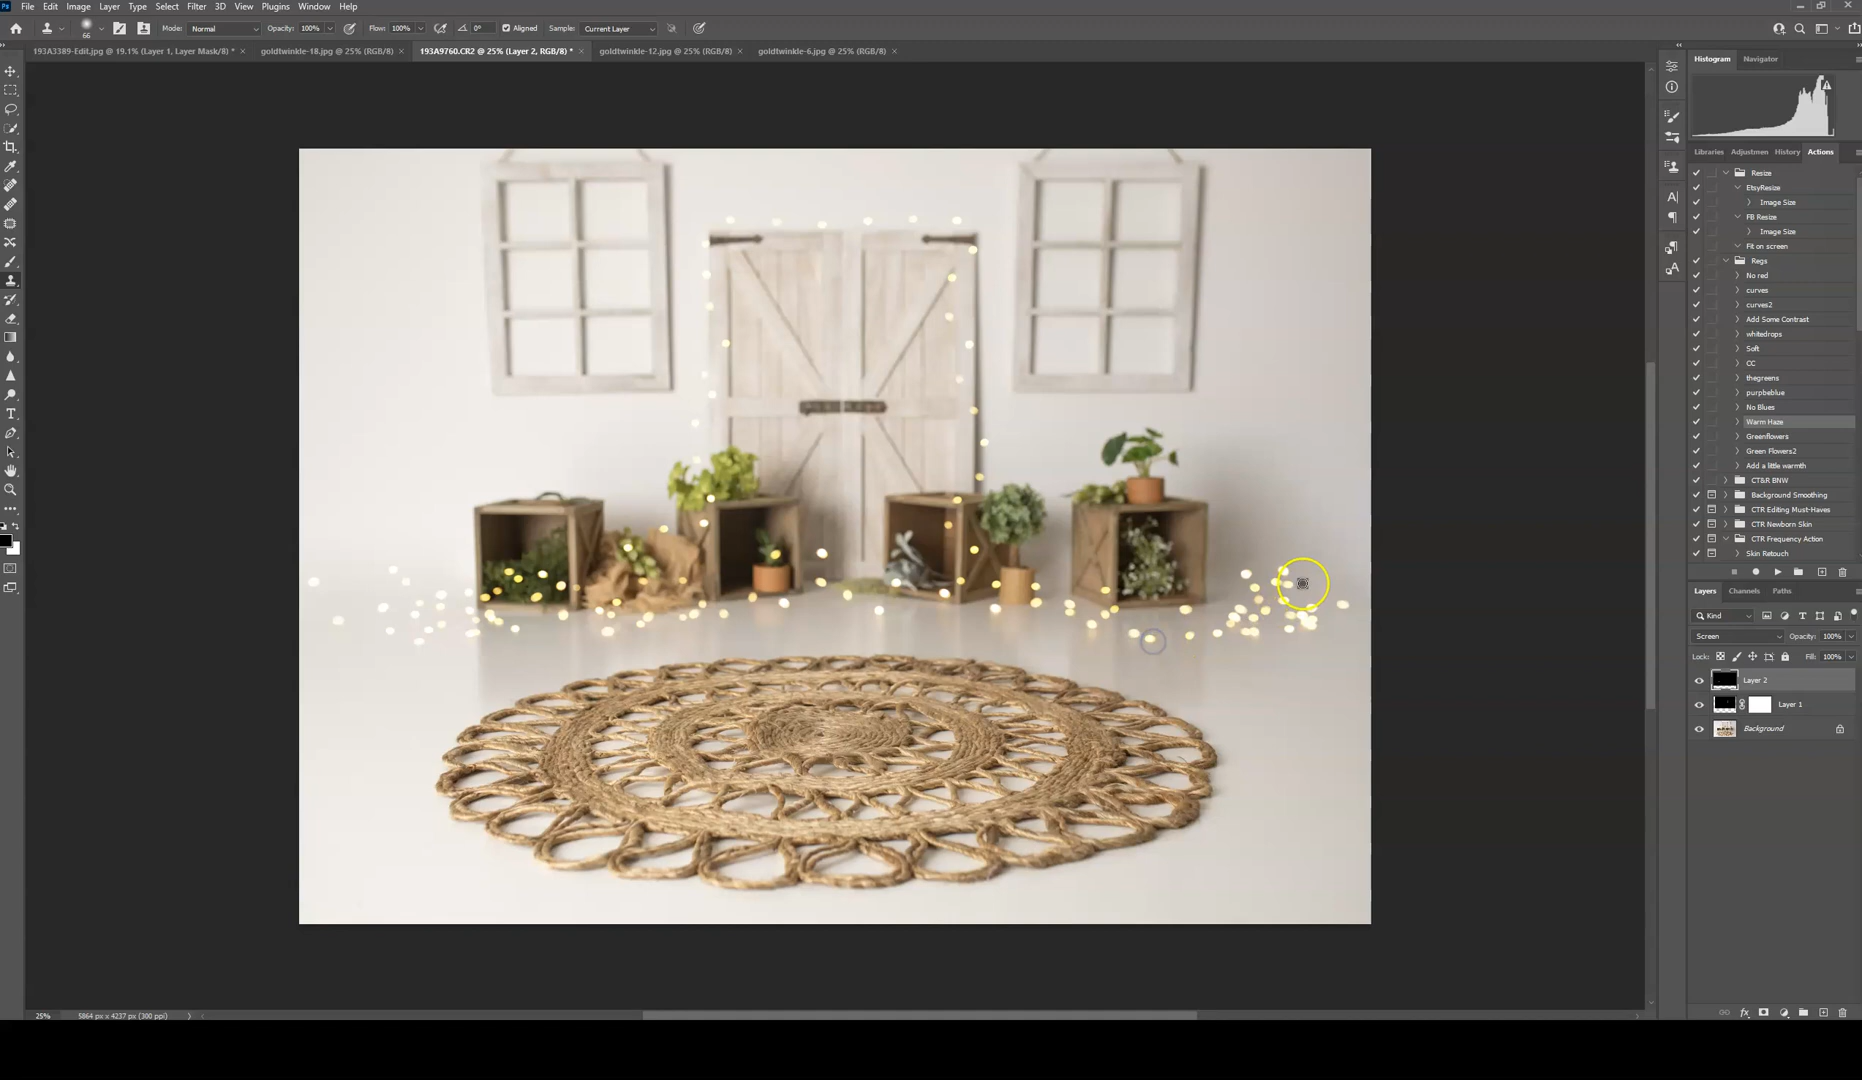 Ps File Edit Image Layer Type Select Filter 3D View Plugins Window Help
66 Mode: Normal Opacity: 100% Flow: 100% 0° Aligned Sample: Current Layer
193A3389-Edit.jpg @ 19.1% (Layer 1, Layer Mask/8) * × goldtwinkle-18.jpg @ 25% (RGB/8) × 193A9760.CR2 @ 25% (Layer 2, RGB/8) * × goldtwinkle-12.jpg @ 25% (RGB/8) × goldtwinkle-6.jpg @ 25% (RGB/8) ×
Histogram Navigator
Libraries Adjustmen History Actions
Resize
EtsyResize
Image Size
FB Resize
Image Size
Fit on screen
Regs
No red
curves
curves2
Add Some Contrast
whitedrops
Soft
CC
thegreens
purpbeblue
No Blues
Warm Haze
Greenflowers
Green Flowers2
Add a little warmth
CT&R BNW
Background Smoothing
CTR Editing Must-Haves
CTR Newborn Skin
CTR Frequency Action
Skin Retouch
Layers Channels Paths
Kind
Screen Opacity: 100%
Lock: Fill: 100%
Layer 2
Layer 1
Background
fx
25% 5864 px x 4237 px (300 ppi)